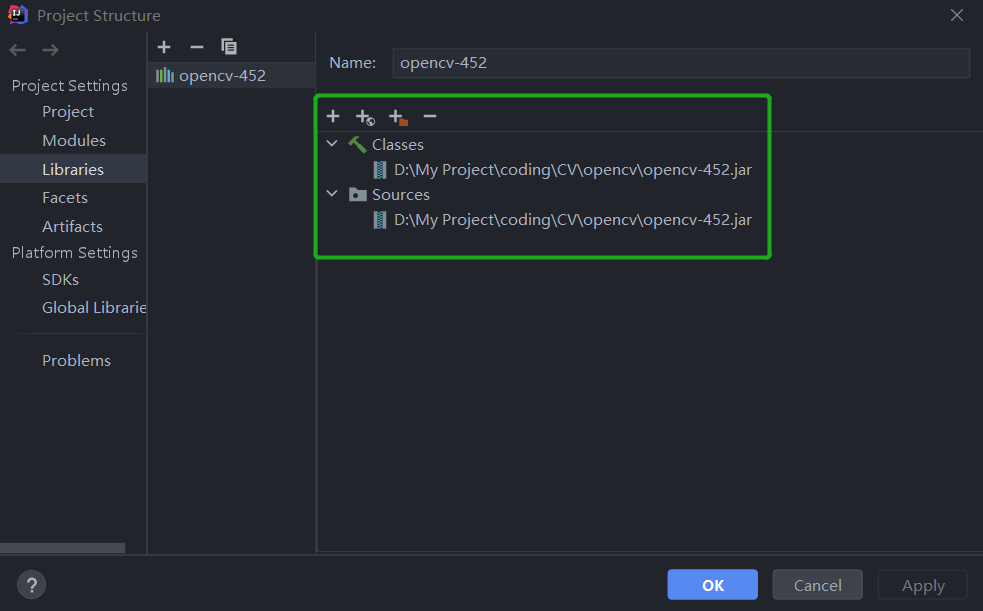 Project Structure
Project Settings
Project
Modules
Libraries
Facets
Artifacts
Platform Settings
SDKs
Global Librarie
Problems
opencv-452
Name: opencv-452
Classes
D:\My Project\coding\CV\opencv\opencv-452.jar
Sources
D:\My Project\coding\CV\opencv\opencv-452.jar
? OK Cancel Apply